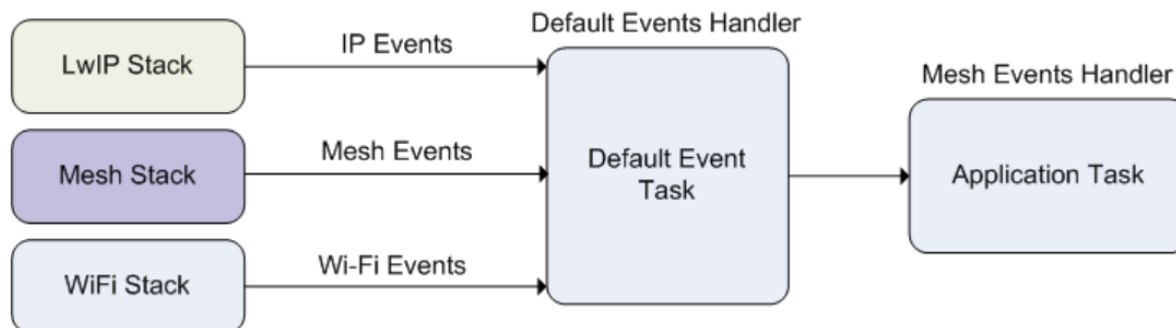 Default Events Handler
LwIP Stack
IP Events
Mesh Events Handler
Mesh Stack
Mesh Events
Default Event
Task
Application Task
WiFi Stack
Wi-Fi Events